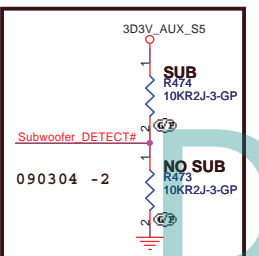 3D3V_AUX_S5
1
SUB
R474
10KR2J-3-GP
2
G/P
Subwoofer_DETECT#
1
NO SUB
R473
10KR2J-3-GP
090304 -2
2
G/P